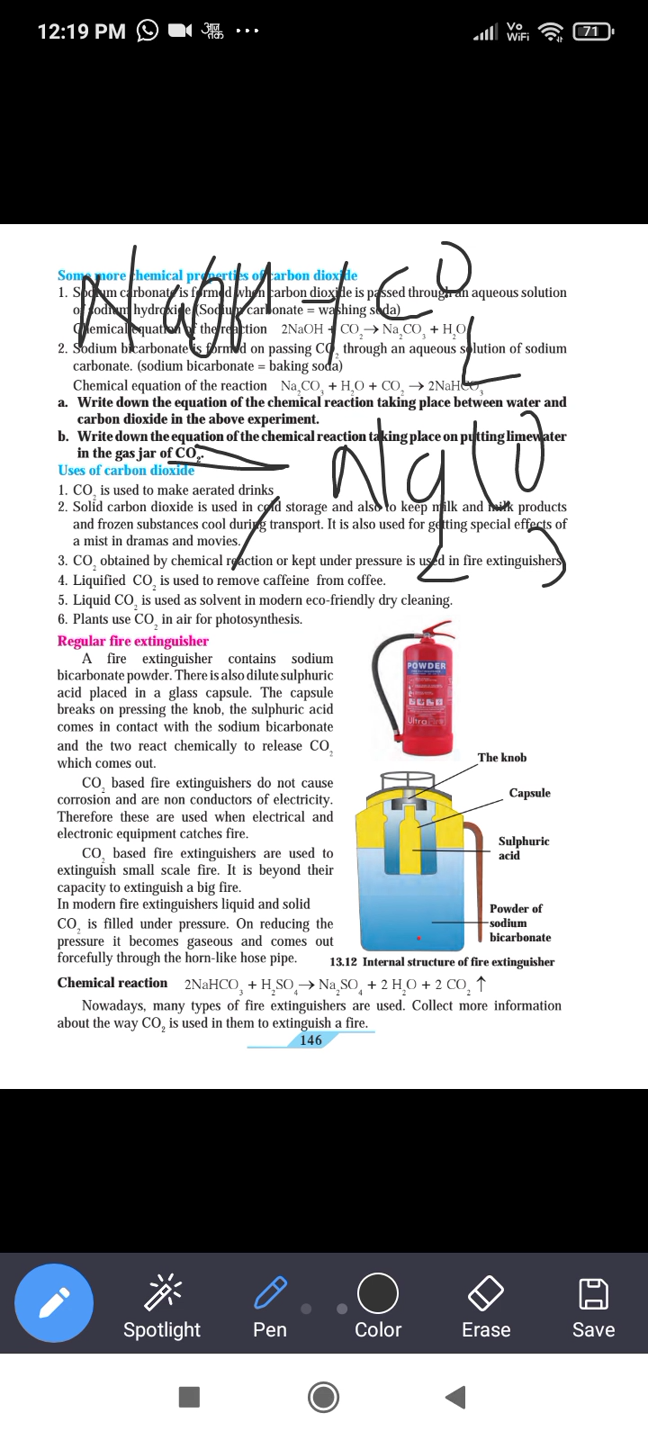 12:19 PM
Vo WiFi 71
Some more chemical properties of carbon dioxide
1. Sodium carbonate is formed when carbon dioxide is passed through an aqueous solution
of sodium hydroxide (Sodium carbonate = washing soda)
Chemical equation of the reaction 2NaOH + CO₂ → Na₂CO₃ + H₂O
2. Sodium bicarbonate is formed on passing CO₂ through an aqueous solution of sodium
carbonate. (sodium bicarbonate = baking soda)
Chemical equation of the reaction Na₂CO₃ + H₂O + CO₂ → 2NaHCO₃
a. Write down the equation of the chemical reaction taking place between water and
carbon dioxide in the above experiment.
b. Write down the equation of the chemical reaction taking place on putting limewater
in the gas jar of CO₂.
NaOH + CO₂
→ Na₂CO₃
Uses of carbon dioxide
1. CO₂ is used to make aerated drinks
2. Solid carbon dioxide is used in cold storage and also to keep milk and milk products
and frozen substances cool during transport. It is also used for getting special effects of
a mist in dramas and movies.
3. CO₂ obtained by chemical reaction or kept under pressure is used in fire extinguishers
4. Liquified CO₂ is used to remove caffeine from coffee.
5. Liquid CO₂ is used as solvent in modern eco-friendly dry cleaning.
6. Plants use CO₂ in air for photosynthesis.
Regular fire extinguisher
A fire extinguisher contains sodium
bicarbonate powder. There is also dilute sulphuric
acid placed in a glass capsule. The capsule
breaks on pressing the knob, the sulphuric acid
comes in contact with the sodium bicarbonate
and the two react chemically to release CO₂
which comes out.
CO₂ based fire extinguishers do not cause
corrosion and are non conductors of electricity.
Therefore these are used when electrical and
electronic equipment catches fire.
CO₂ based fire extinguishers are used to
extinguish small scale fire. It is beyond their
capacity to extinguish a big fire.
In modern fire extinguishers liquid and solid
CO₂ is filled under pressure. On reducing the
pressure it becomes gaseous and comes out
forcefully through the horn-like hose pipe.
POWDER
Ultra
The knob
Capsule
Sulphuric
acid
Powder of
sodium
bicarbonate
13.12 Internal structure of fire extinguisher
Chemical reaction 2NaHCO₃ + H₂SO₄ → Na₂SO₄ + 2 H₂O + 2 CO₂ ↑
Nowadays, many types of fire extinguishers are used. Collect more information
about the way CO₂ is used in them to extinguish a fire.
146
Spotlight
Pen
Color
Erase
Save